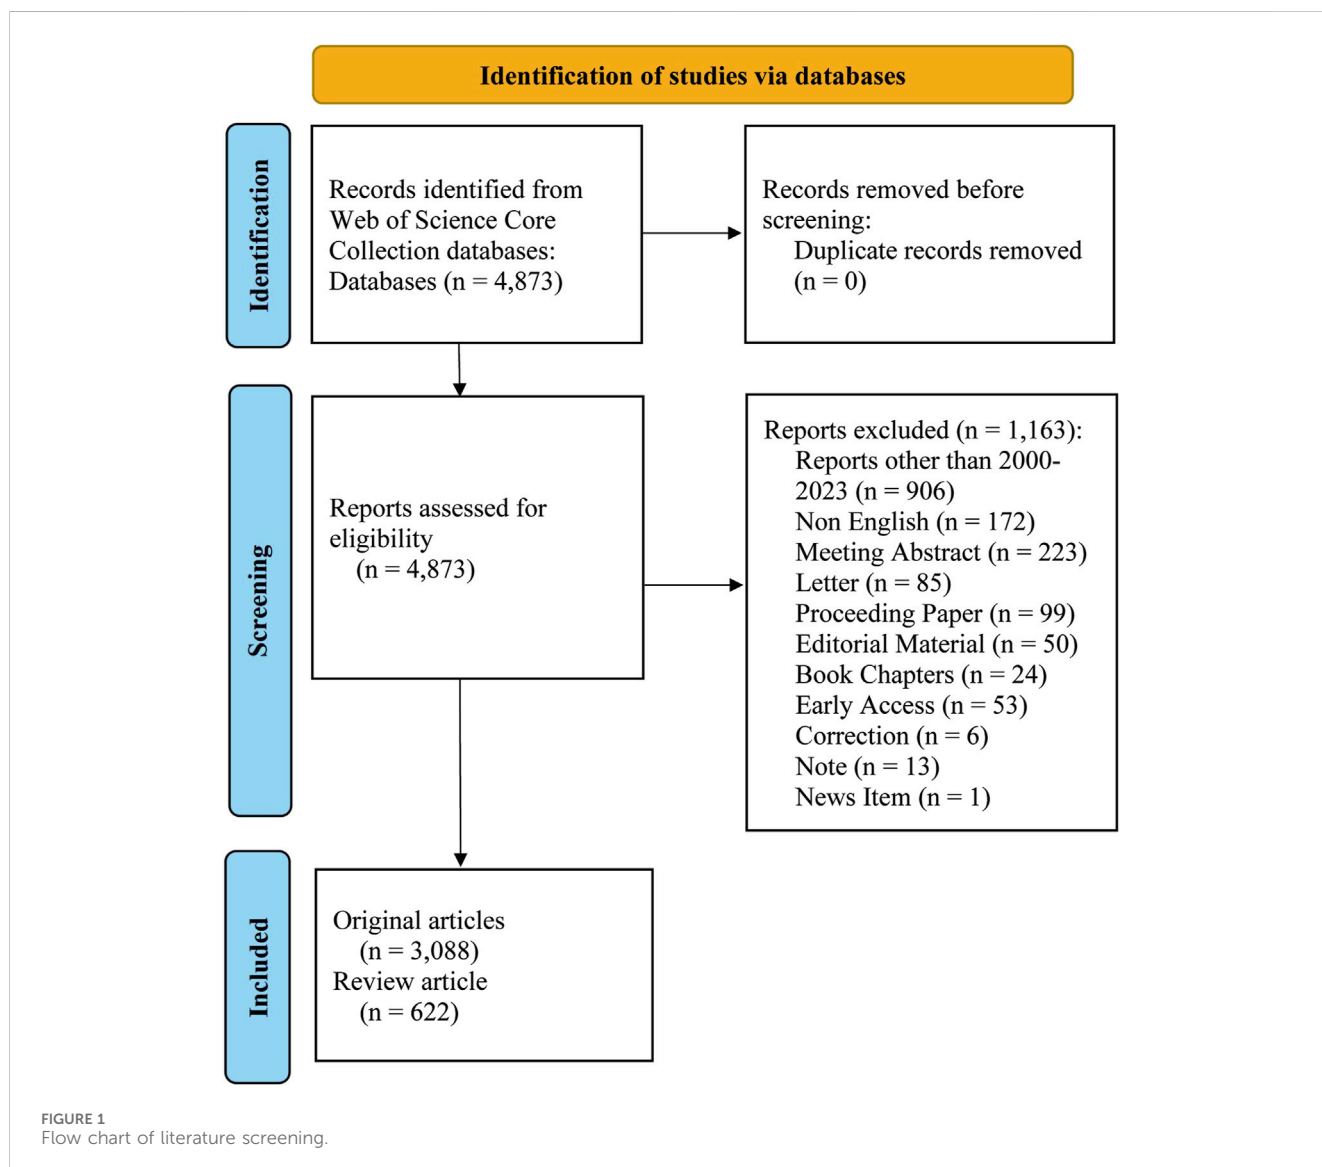 Identification of studies via databases
Identification
Records identified from
Web of Science Core
Collection databases:
Databases (n = 4,873)
Records removed before
screening:
Duplicate records removed
(n = 0)
Screening
Reports assessed for
eligibility
(n = 4,873)
Reports excluded (n = 1,163):
Reports other than 2000-
2023 (n = 906)
Non English (n = 172)
Meeting Abstract (n = 223)
Letter (n = 85)
Proceeding Paper (n = 99)
Editorial Material (n = 50)
Book Chapters (n = 24)
Early Access (n = 53)
Correction (n = 6)
Note (n = 13)
News Item (n = 1)
Included
Original articles
(n = 3,088)
Review article
(n = 622)
FIGURE 1
Flow chart of literature screening.